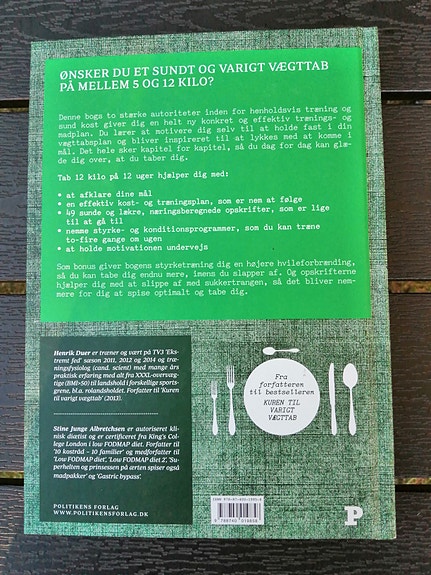 ØNSKER DU ET SUNDT OG VARIGT VÆGTTAB
PÅ MELLEM 5 OG 12 KILO?
Denne bogs to stærke autoriteter inden for henholdsvis træning og
sund kost giver dig en helt ny konkret og effektiv trænings- og
madplan. Du lærer at motivere dig selv til at holde fast i din
vægttabsplan og bliver inspireret til at lykkes med at komme i
mål. Det hele sker kapitel for kapitel, så du dag for dag kan glæ-
de dig over, at du taber dig.
Tab 12 kilo på 12 uger hjælper dig med:
• at afklare dine mål
• en effektiv kost- og træningsplan, som er nem at følge
• 49 sunde og lækre, næringsberegnede opskrifter, som er lige
til at gå til
• nemme styrke- og konditionsprogrammer, som du kan træne
to-fire gange om ugen
• at holde motivationen undervejs
Som bonus giver bogens styrketræning dig en højere hvileforbrænding,
så du kan tabe dig endnu mere, imens du slapper af. Og opskrifterne
hjælper dig med at slippe af med sukkertrangen, så det bliver nem-
mere for dig at spise optimalt og tabe dig.
Henrik Duer er træner og vært på TV3 'Eks-
tremt fed' sæson 2011, 2012 og 2014 og træ-
ningsfysiolog (cand. scient) med mange års
praktisk erfaring med alt fra XXXL-overvæg-
tige (BMI>50) til landshold i forskellige sports-
grene, bl.a. rolandsholdet. Forfatter til 'Kuren
til varigt vægttab' (2013).
Stine Junge Albrechtsen er autoriseret kli-
nisk diætist og er certificeret fra King's Col-
lege London i low FODMAP diet. Forfatter til
'10 kostråd – 10 familier' og medforfatter til
'Low FODMAP diet', 'Low FODMAP diet 2', 'Su-
perhelten og prinsessen på ærten spiser også
madpakker' og 'Gastric bypass'.
POLITIKENS FORLAG
WWW.POLITIKENSFORLAG.DK
Fra
forfatteren
til bestselleren
KUREN TIL
VARIGT
VÆGTTAB
P